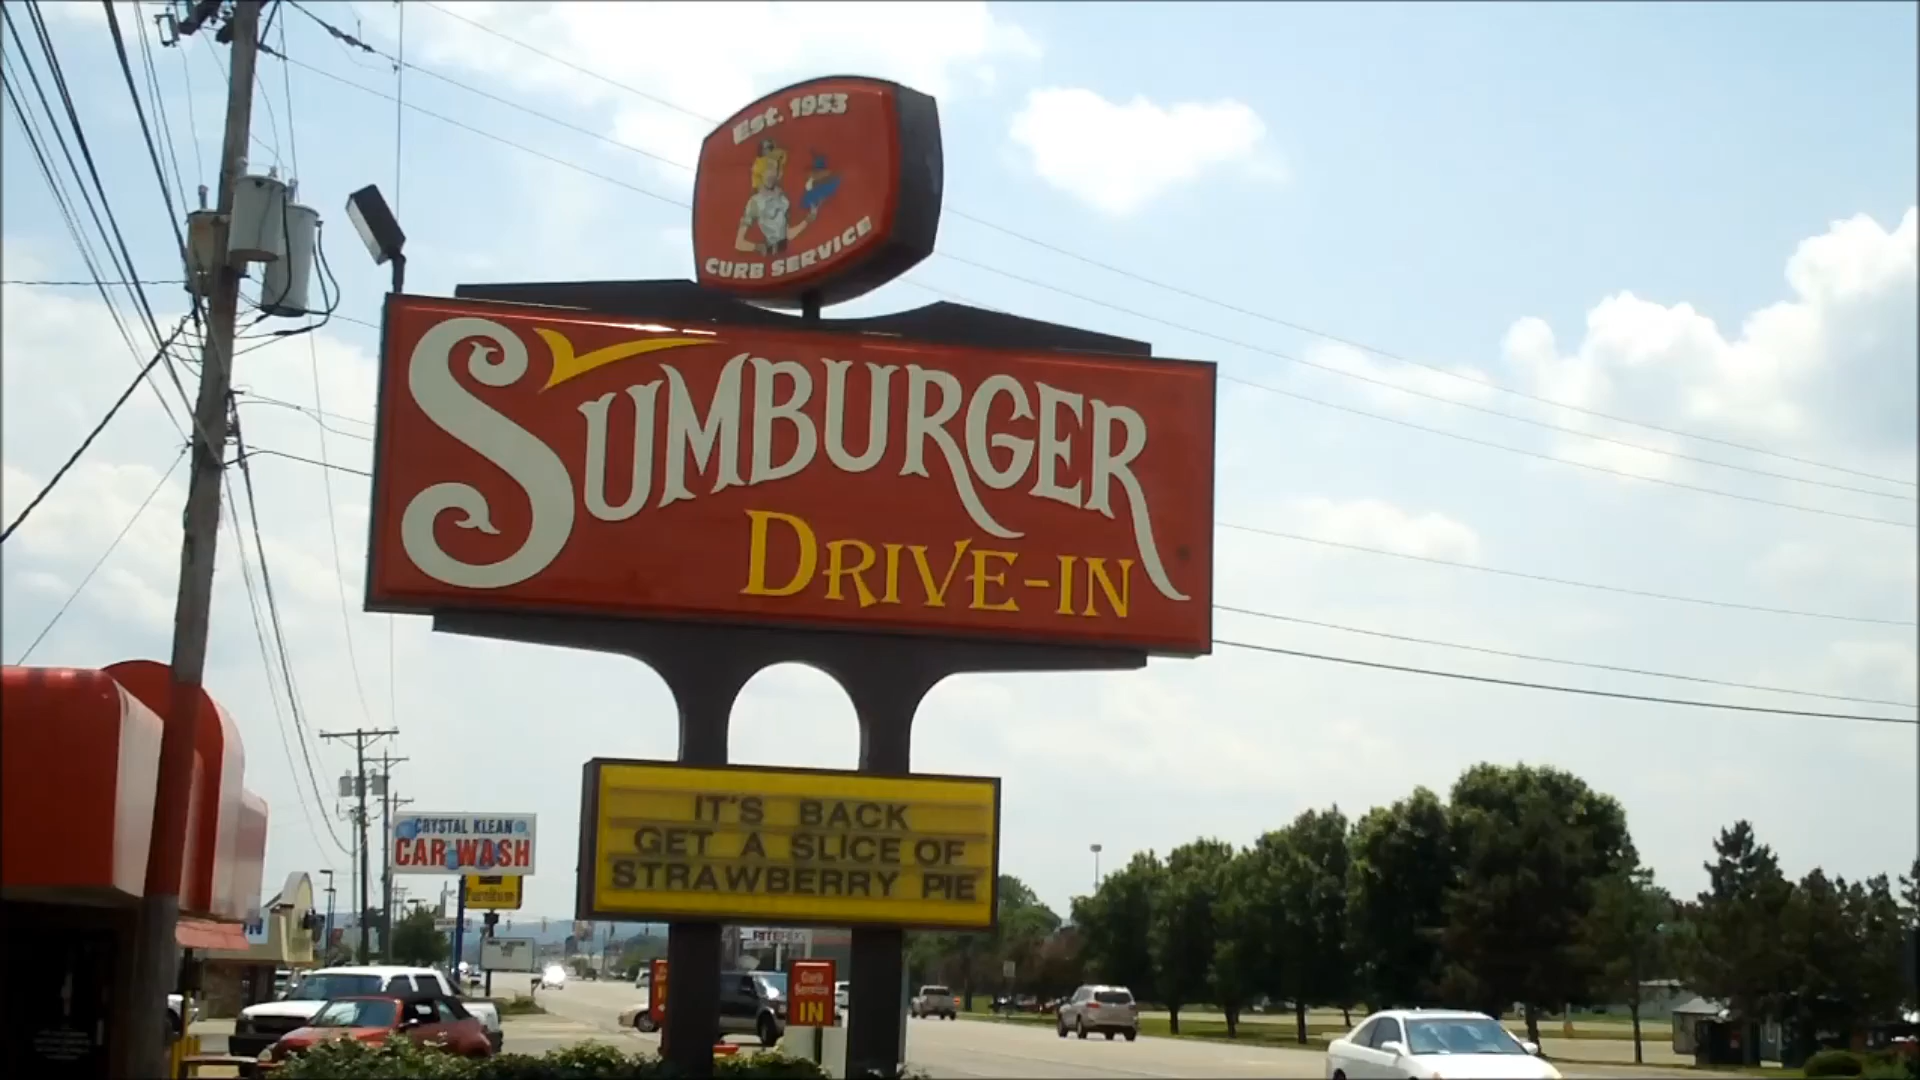 Est. 1953
CURB SERVICE
SUMBURGER
DRIVE-IN
IT'S BACK
GET A SLICE OF
STRAWBERRY PIE
CRYSTAL KLEAN
CAR WASH
Furniture
Curb
Service
IN